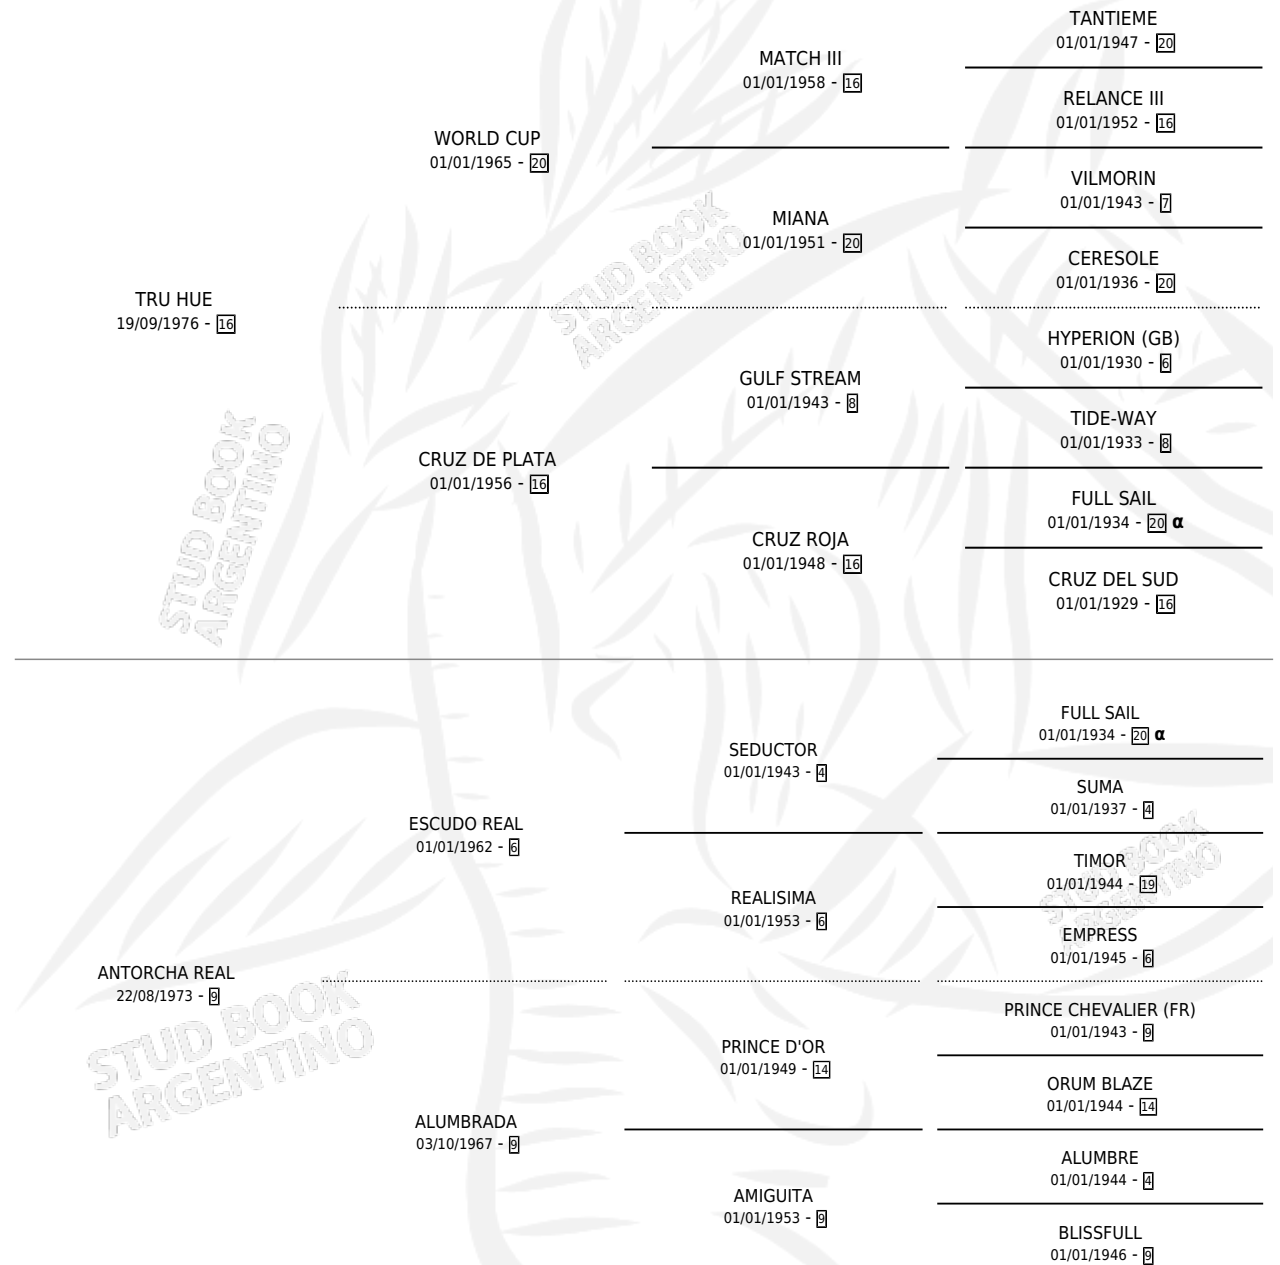 TRU HUE
19/09/1976 - 16
WORLD CUP
01/01/1965 - 20
CRUZ DE PLATA
01/01/1956 - 16
MATCH III
01/01/1958 - 16
MIANA
01/01/1951 - 20
GULF STREAM
01/01/1943 - 8
CRUZ ROJA
01/01/1948 - 16
TANTIEME
01/01/1947 - 20
RELANCE III
01/01/1952 - 16
VILMORIN
01/01/1943 - 7
CERESOLE
01/01/1936 - 20
HYPERION (GB)
01/01/1930 - 6
TIDE-WAY
01/01/1933 - 8
FULL SAIL
01/01/1934 - 20 α
CRUZ DEL SUD
01/01/1929 - 16
STUD BOOK
ARGENTINO
STUD BOOK
ARGENTINO
ANTORCHA REAL
22/08/1973 - 9
ESCUDO REAL
01/01/1962 - 6
ALUMBRADA
03/10/1967 - 9
SEDUCTOR
01/01/1943 - 4
REALISIMA
01/01/1953 - 6
PRINCE D'OR
01/01/1949 - 14
AMIGUITA
01/01/1953 - 9
FULL SAIL
01/01/1934 - 20 α
SUMA
01/01/1937 - 4
TIMOR
01/01/1944 - 19
EMPRESS
01/01/1945 - 6
PRINCE CHEVALIER (FR)
01/01/1943 - 9
ORUM BLAZE
01/01/1944 - 14
ALUMBRE
01/01/1944 - 4
BLISSFULL
01/01/1946 - 9
STUD BOOK
ARGENTINO
STUD BOOK
ARGENTINO